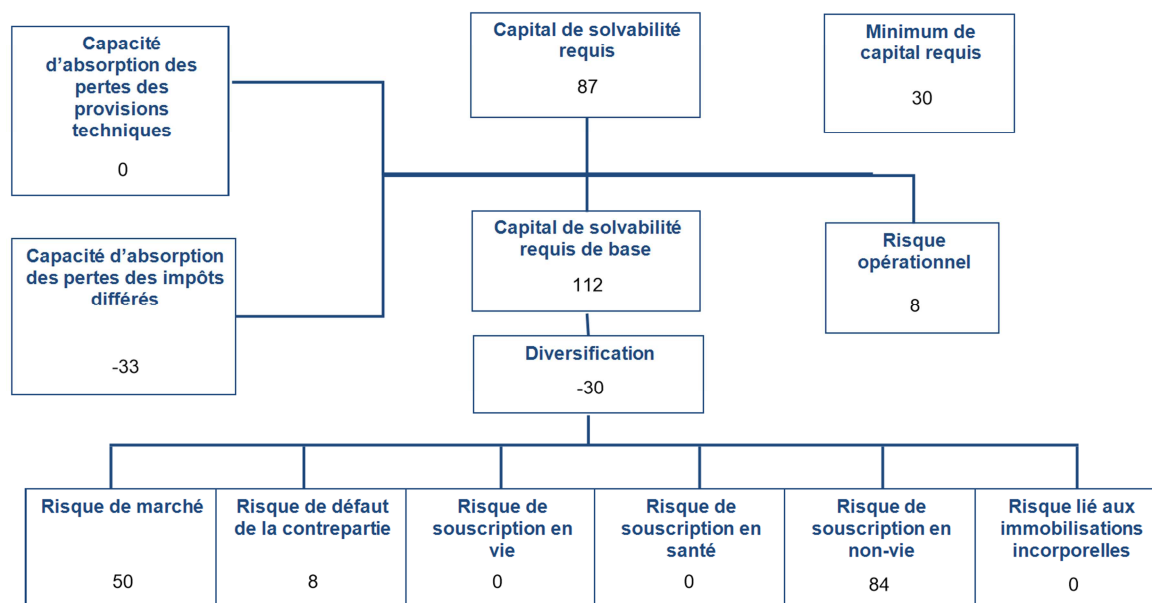 Capacité
d’absorption des
pertes des
provisions
techniques
0
Capital de solvabilité
requis
87
Minimum de
capital requis
30
Capacité d’absorption
des pertes des impôts
différés
-33
Capital de solvabilité
requis de base
112
Risque
opérationnel
8
Diversification
-30
Risque de marché
50
Risque de défaut
de la contrepartie
8
Risque de
souscription en
vie
0
Risque de
souscription en
santé
0
Risque de
souscription en
non-vie
84
Risque lié aux
immobilisations
incorporelles
0